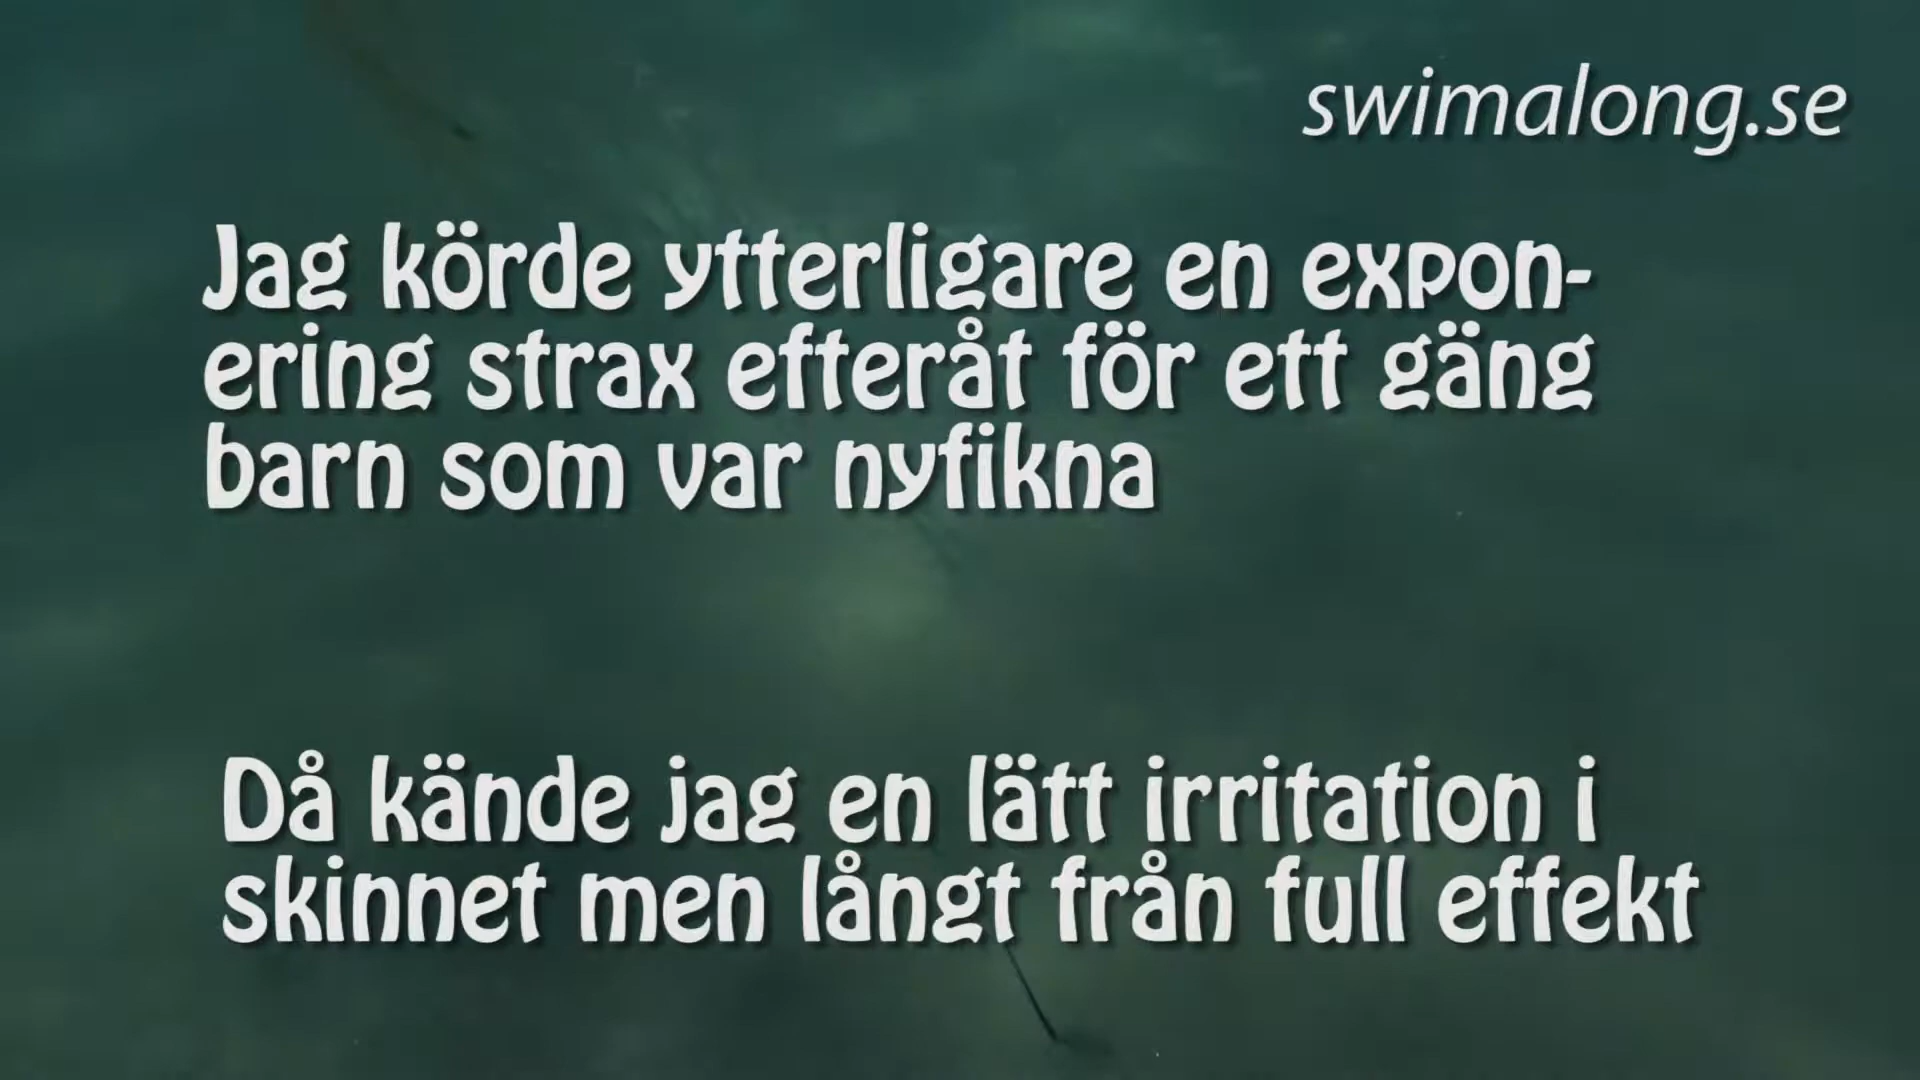 swimalong.se
Jag körde ytterligare en expon-
ering strax efteråt för ett gäng
barn som var nyfikna
Då kände jag en lätt irritation i
skinnet men långt från full effekt